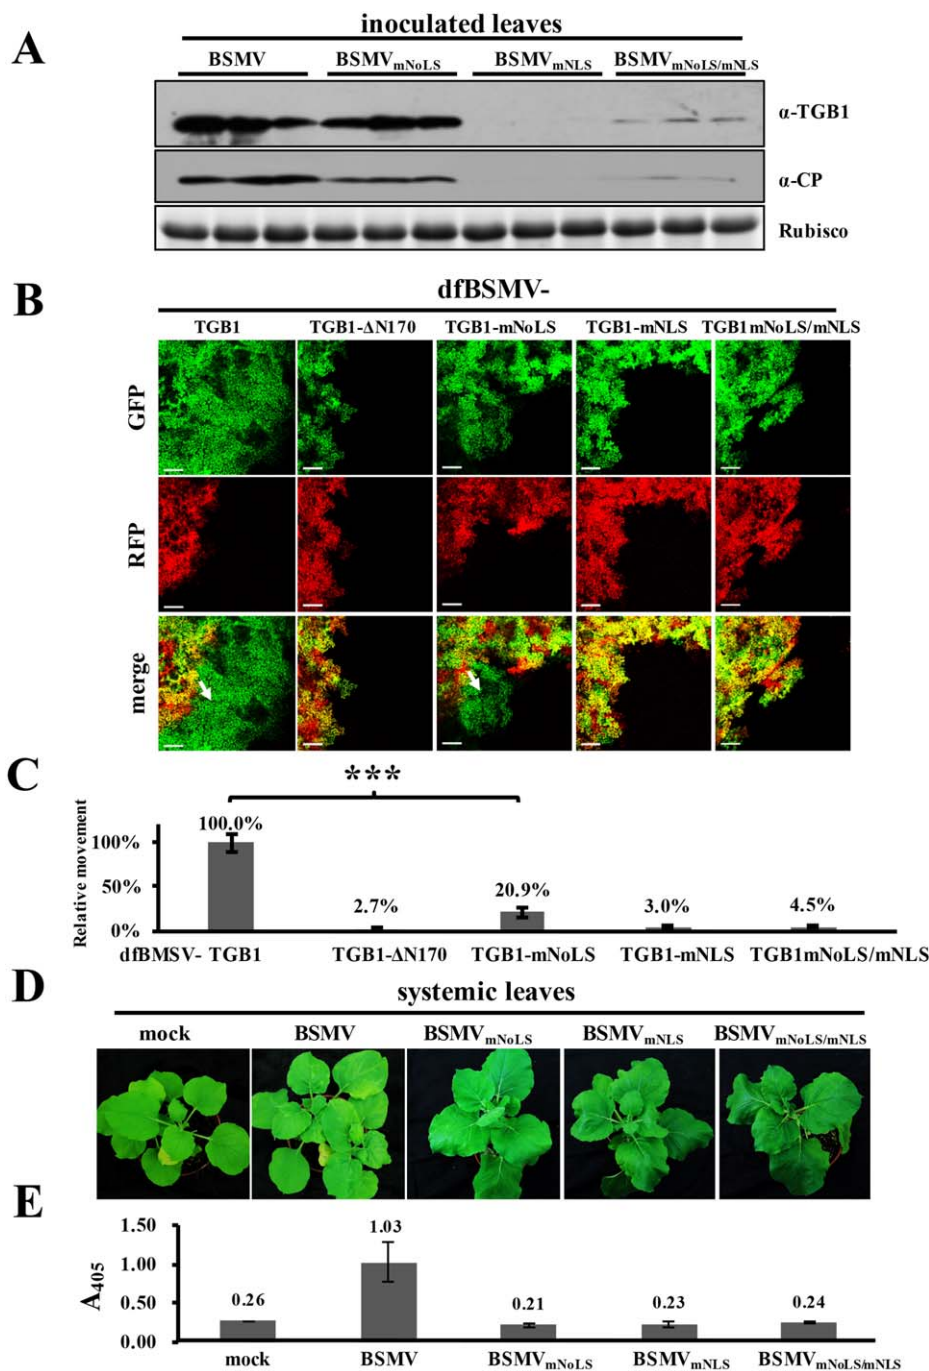 A
inoculated leaves
BSMV BSMVmNoLS BSMVmNLS BSMVmNoLS/mNLS
α-TGB1
α-CP
Rubisco
B
dfBSMV-
TGB1 TGB1-ΔN170 TGB1-mNoLS TGB1-mNLS TGB1mNoLS/mNLS
GFP
RFP
merge
C
***
Relative movement
100%
50%
0%
100.0% 2.7% 20.9% 3.0% 4.5%
dfBMSV- TGB1 TGB1-ΔN170 TGB1-mNoLS TGB1-mNLS TGB1mNoLS/mNLS
D
systemic leaves
mock BSMV BSMVmNoLS BSMVmNLS BSMVmNoLS/mNLS
E
A405
1.50
1.00
0.50
0.00
0.26 1.03 0.21 0.23 0.24
mock BSMV BSMVmNoLS BSMVmNLS BSMVmNoLS/mNLS